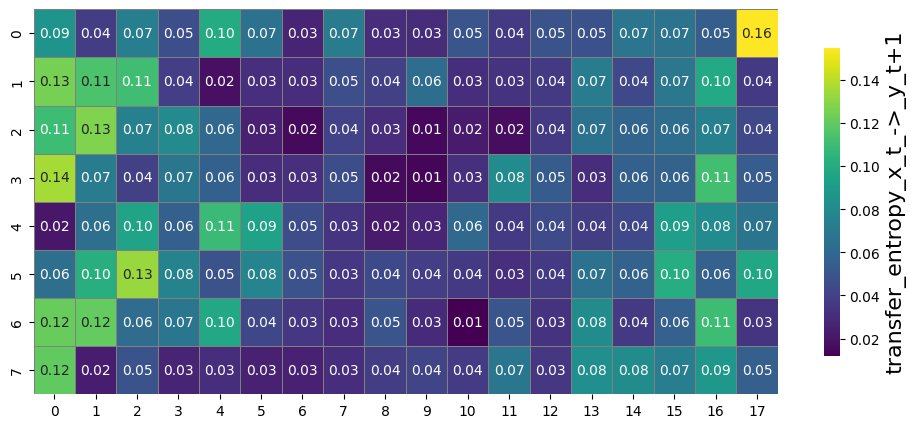 0 0.09 0.04 0.07 0.05 0.10 0.07 0.03 0.07 0.03 0.03 0.05 0.04 0.05 0.05 0.07 0.07 0.05 0.16
1 0.13 0.11 0.11 0.04 0.02 0.03 0.03 0.05 0.04 0.06 0.03 0.03 0.04 0.07 0.04 0.07 0.10 0.04
2 0.11 0.13 0.07 0.08 0.06 0.03 0.02 0.04 0.03 0.01 0.02 0.02 0.04 0.07 0.06 0.06 0.07 0.04
3 0.14 0.07 0.04 0.07 0.06 0.03 0.03 0.05 0.02 0.01 0.03 0.08 0.05 0.03 0.06 0.06 0.11 0.05
4 0.02 0.06 0.10 0.06 0.11 0.09 0.05 0.03 0.02 0.03 0.06 0.04 0.04 0.04 0.04 0.09 0.08 0.07
5 0.06 0.10 0.13 0.08 0.05 0.08 0.05 0.03 0.04 0.04 0.04 0.03 0.04 0.07 0.06 0.10 0.06 0.10
6 0.12 0.12 0.06 0.07 0.10 0.04 0.03 0.03 0.05 0.03 0.01 0.05 0.03 0.08 0.04 0.06 0.11 0.03
7 0.12 0.02 0.05 0.03 0.03 0.03 0.03 0.03 0.04 0.04 0.04 0.07 0.03 0.08 0.08 0.07 0.09 0.05
0 1 2 3 4 5 6 7 8 9 10 11 12 13 14 15 16 17
0.14
0.12
0.10
0.08
0.06
0.04
0.02
transfer_entropy_x_t_->_y_t+1